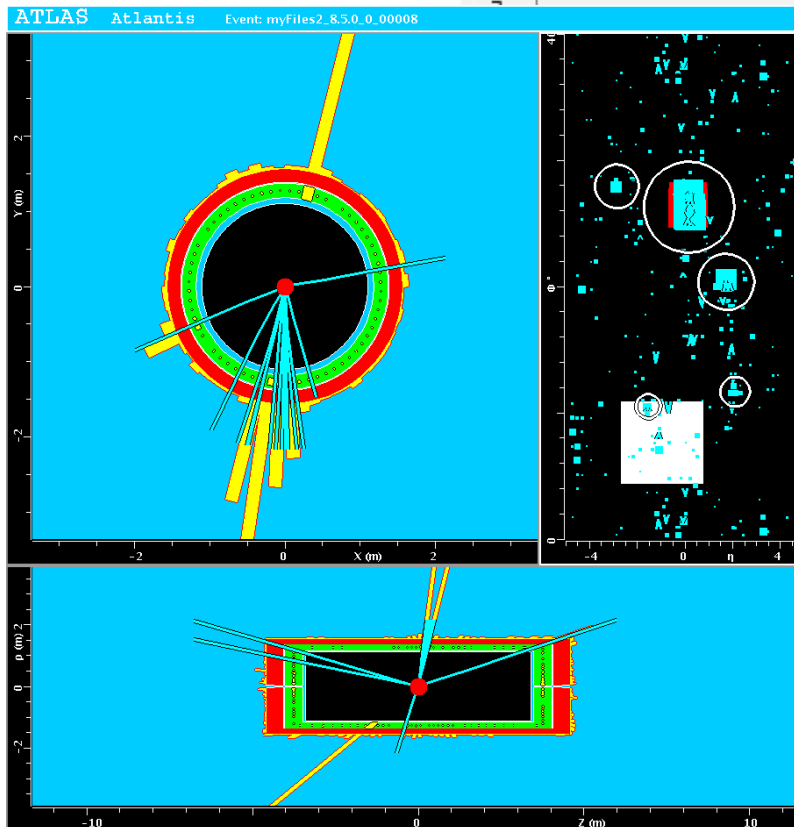 ATLAS Atlantis Event: myFiles2_8.5.0_0_00008
Y (m)
2
0
-2
-2 0 X (m) 2
40
Φ°
0
-4 0 η 4
ρ (m)
2
0
-2
-10 0 Z (m) 10